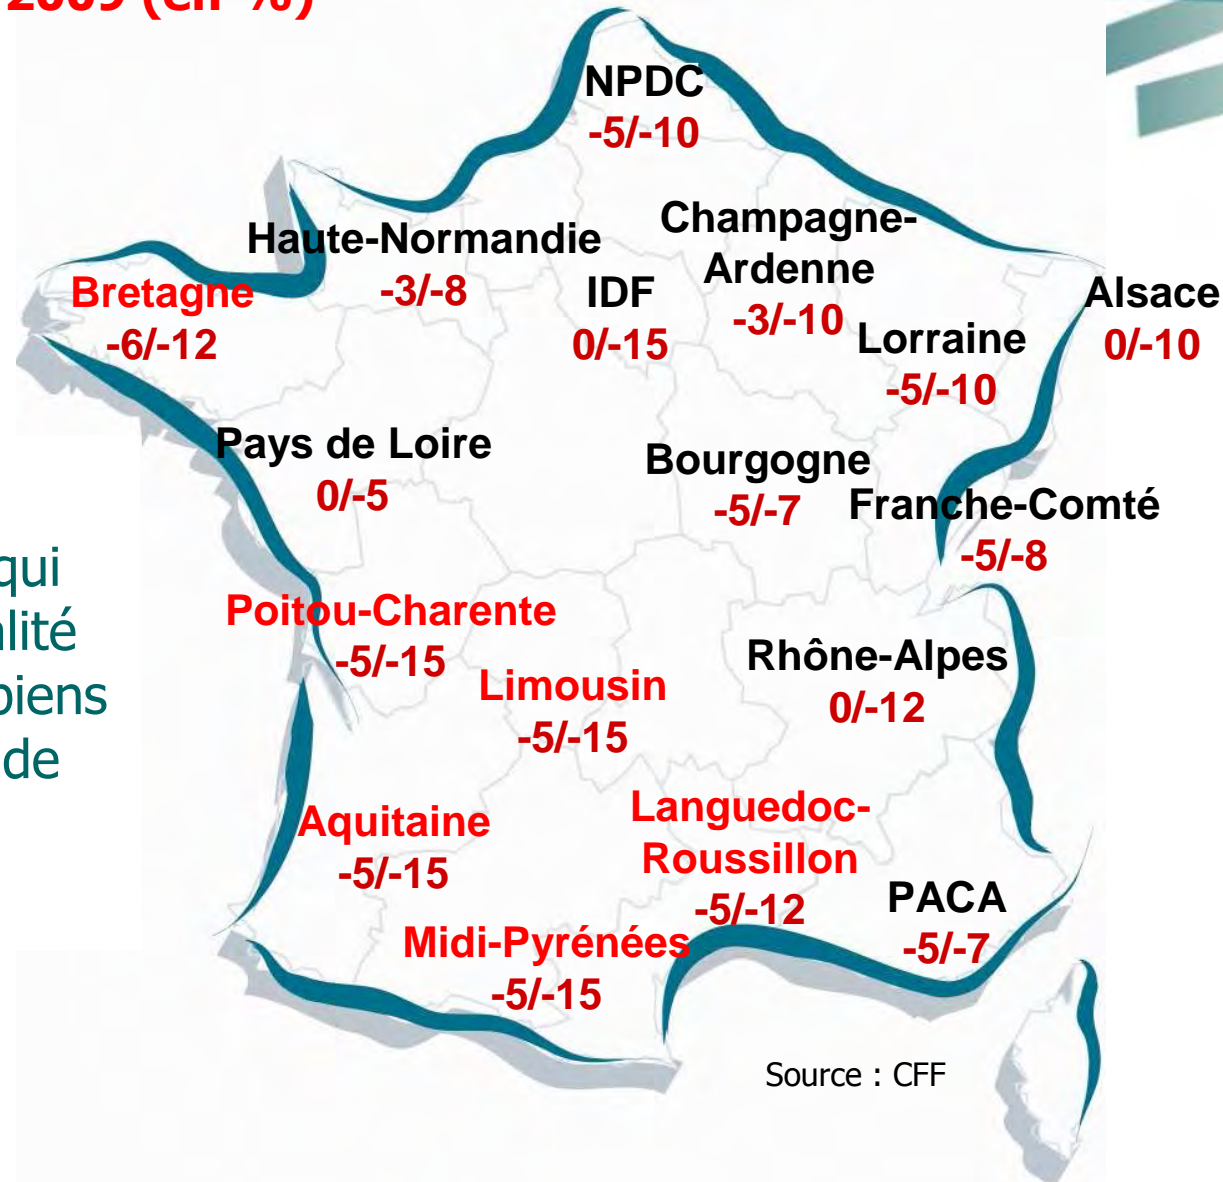 2009 (en %)
NPDC
-5/-10
Champagne-
Ardenne
-3/-10
Haute-Normandie
-3/-8
IDF
0/-15
Bretagne
-6/-12
Alsace
0/-10
Lorraine
-5/-10
Pays de Loire
0/-5
Bourgogne
-5/-7
Franche-Comté
-5/-8
qui
alité
biens
de
Poitou-Charente
-5/-15
Limousin
-5/-15
Rhône-Alpes
0/-12
Aquitaine
-5/-15
Languedoc-
Roussillon
-5/-12
PACA
-5/-7
Midi-Pyrénées
-5/-15
Source : CFF